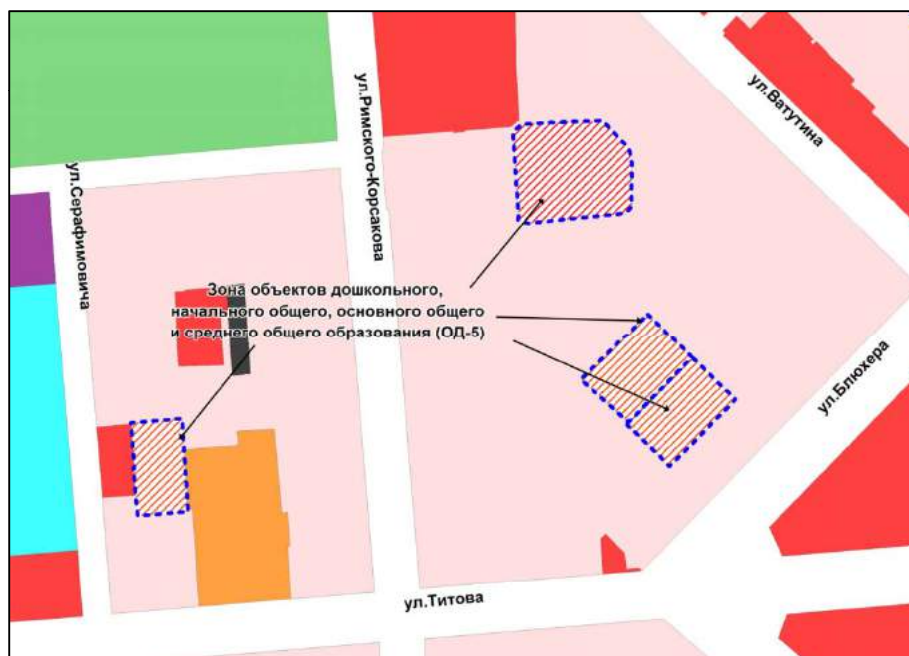 ул.Ватутина
ул.Римского-Корсакова
ул.Серафимовича
Зона объектов дошкольного,
начального общего, основного общего
и среднего общего образования (ОД-5)
ул.Блюхера
ул.Титова